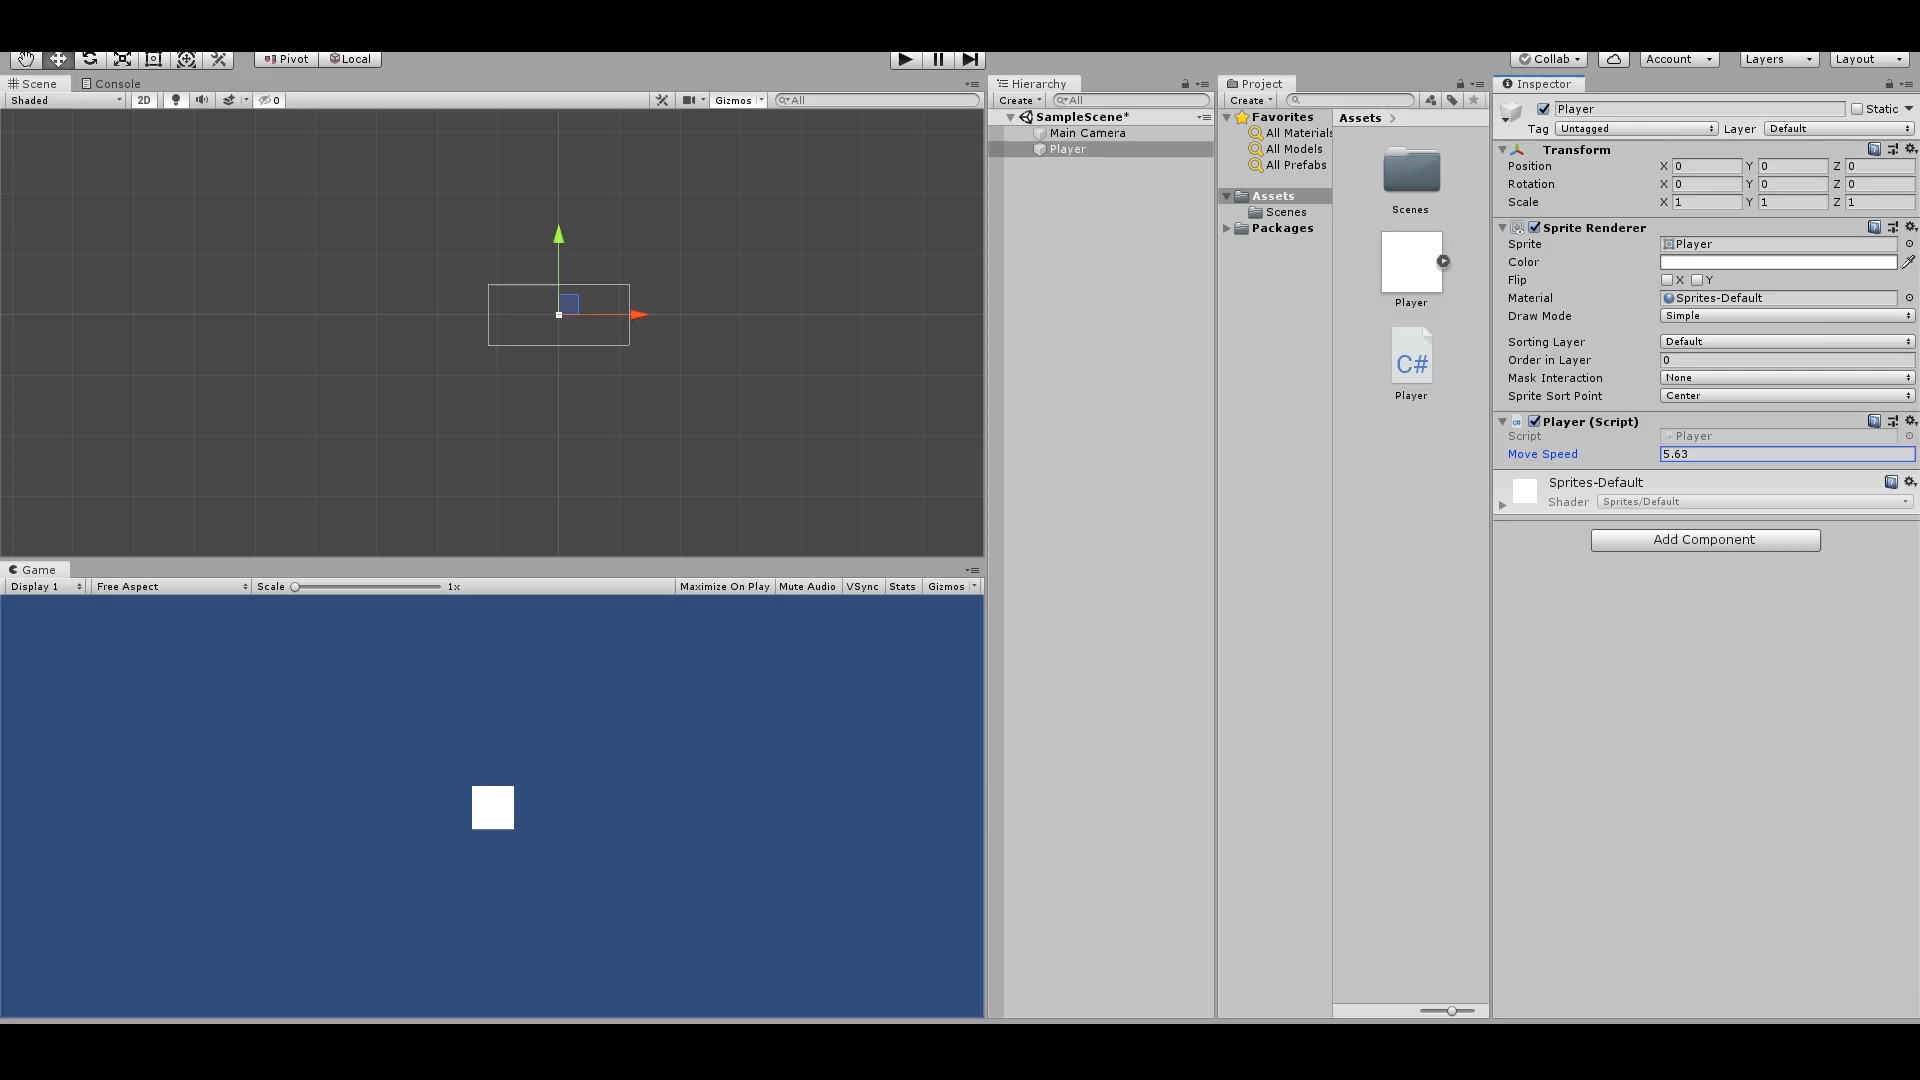 Pivot Local
Collab Account Layers Layout
Scene Console
Shaded 2D 0 Gizmos All
Hierarchy
Create All
SampleScene*
Main Camera
Player
Project
Create
Favorites
All Materials
All Models
All Prefabs
Assets
Scenes
Packages
Assets
Scenes
Player
C#
Player
Inspector
Player Static
Tag Untagged Layer Default
Transform
Position X 0 Y 0 Z 0
Rotation X 0 Y 0 Z 0
Scale X 1 Y 1 Z 1
Sprite Renderer
Sprite Player
Color
Flip X Y
Material Sprites-Default
Draw Mode Simple
Sorting Layer Default
Order in Layer 0
Mask Interaction None
Sprite Sort Point Center
Player (Script)
Script Player
Move Speed 5.63
Sprites-Default
Shader Sprites/Default
Add Component
Game
Display 1 Free Aspect Scale 1x Maximize On Play Mute Audio VSync Stats Gizmos